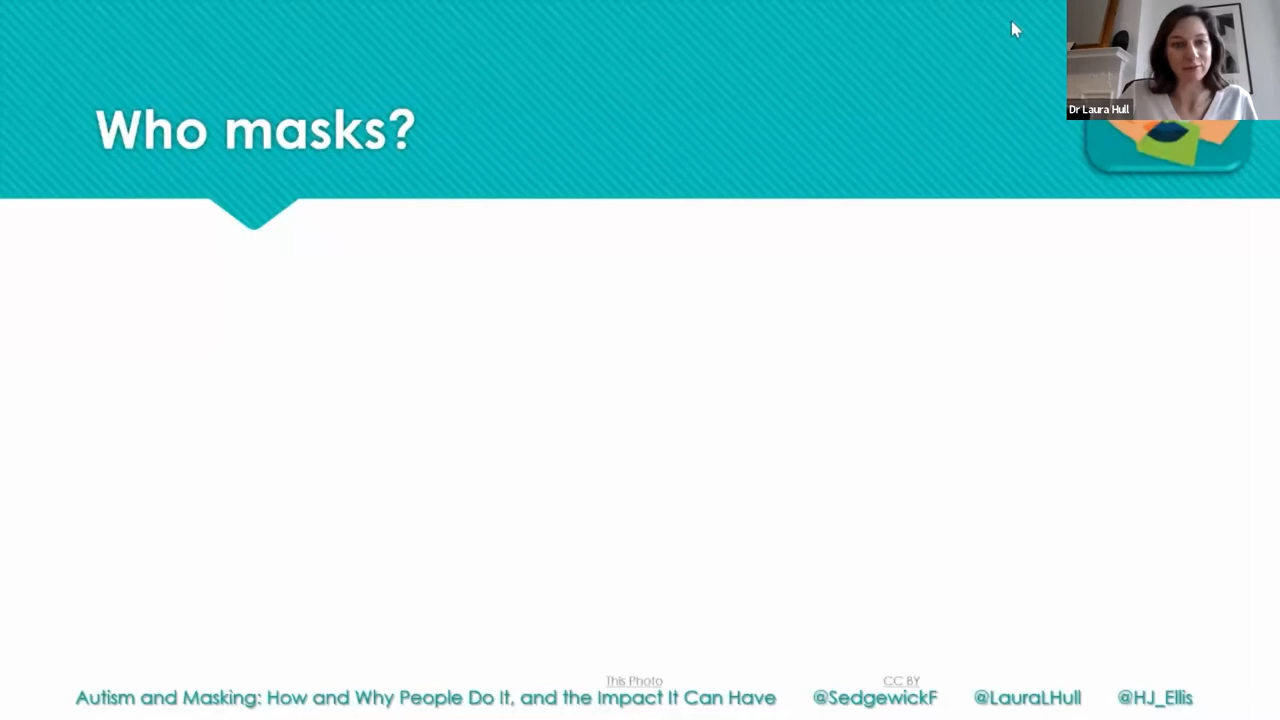 Dr Laura Hull
Who masks?
This Photo CC BY
Autism and Masking: How and Why People Do It, and the Impact It Can Have @SedgewickF @LauraLHull @HJ_Ellis